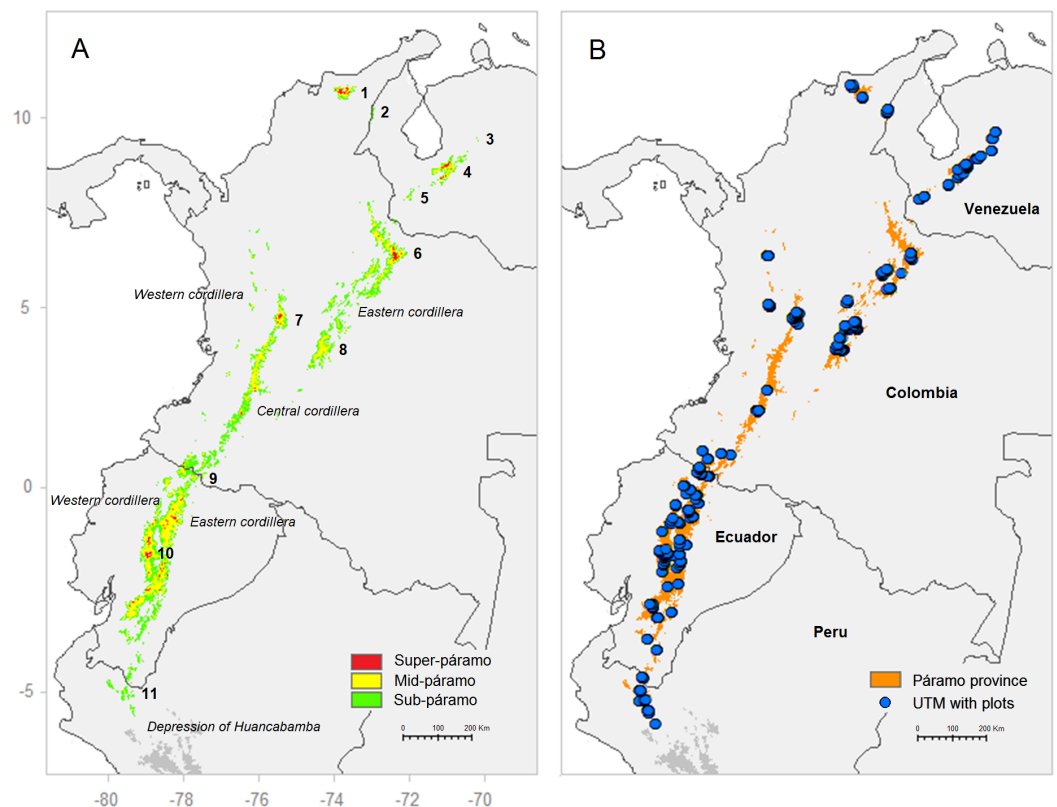 A
1
2
3
4
5
6
Western cordillera
Eastern cordillera
7
8
Central cordillera
9
Western cordillera
Eastern cordillera
10
11
Depression of Huancabamba
Super-páramo
Mid-páramo
Sub-páramo
0 100 200 Km
10
5
0
-5
-80 -78 -76 -74 -72 -70
B
Venezuela
Colombia
Ecuador
Peru
Páramo province
UTM with plots
0 100 200 Km